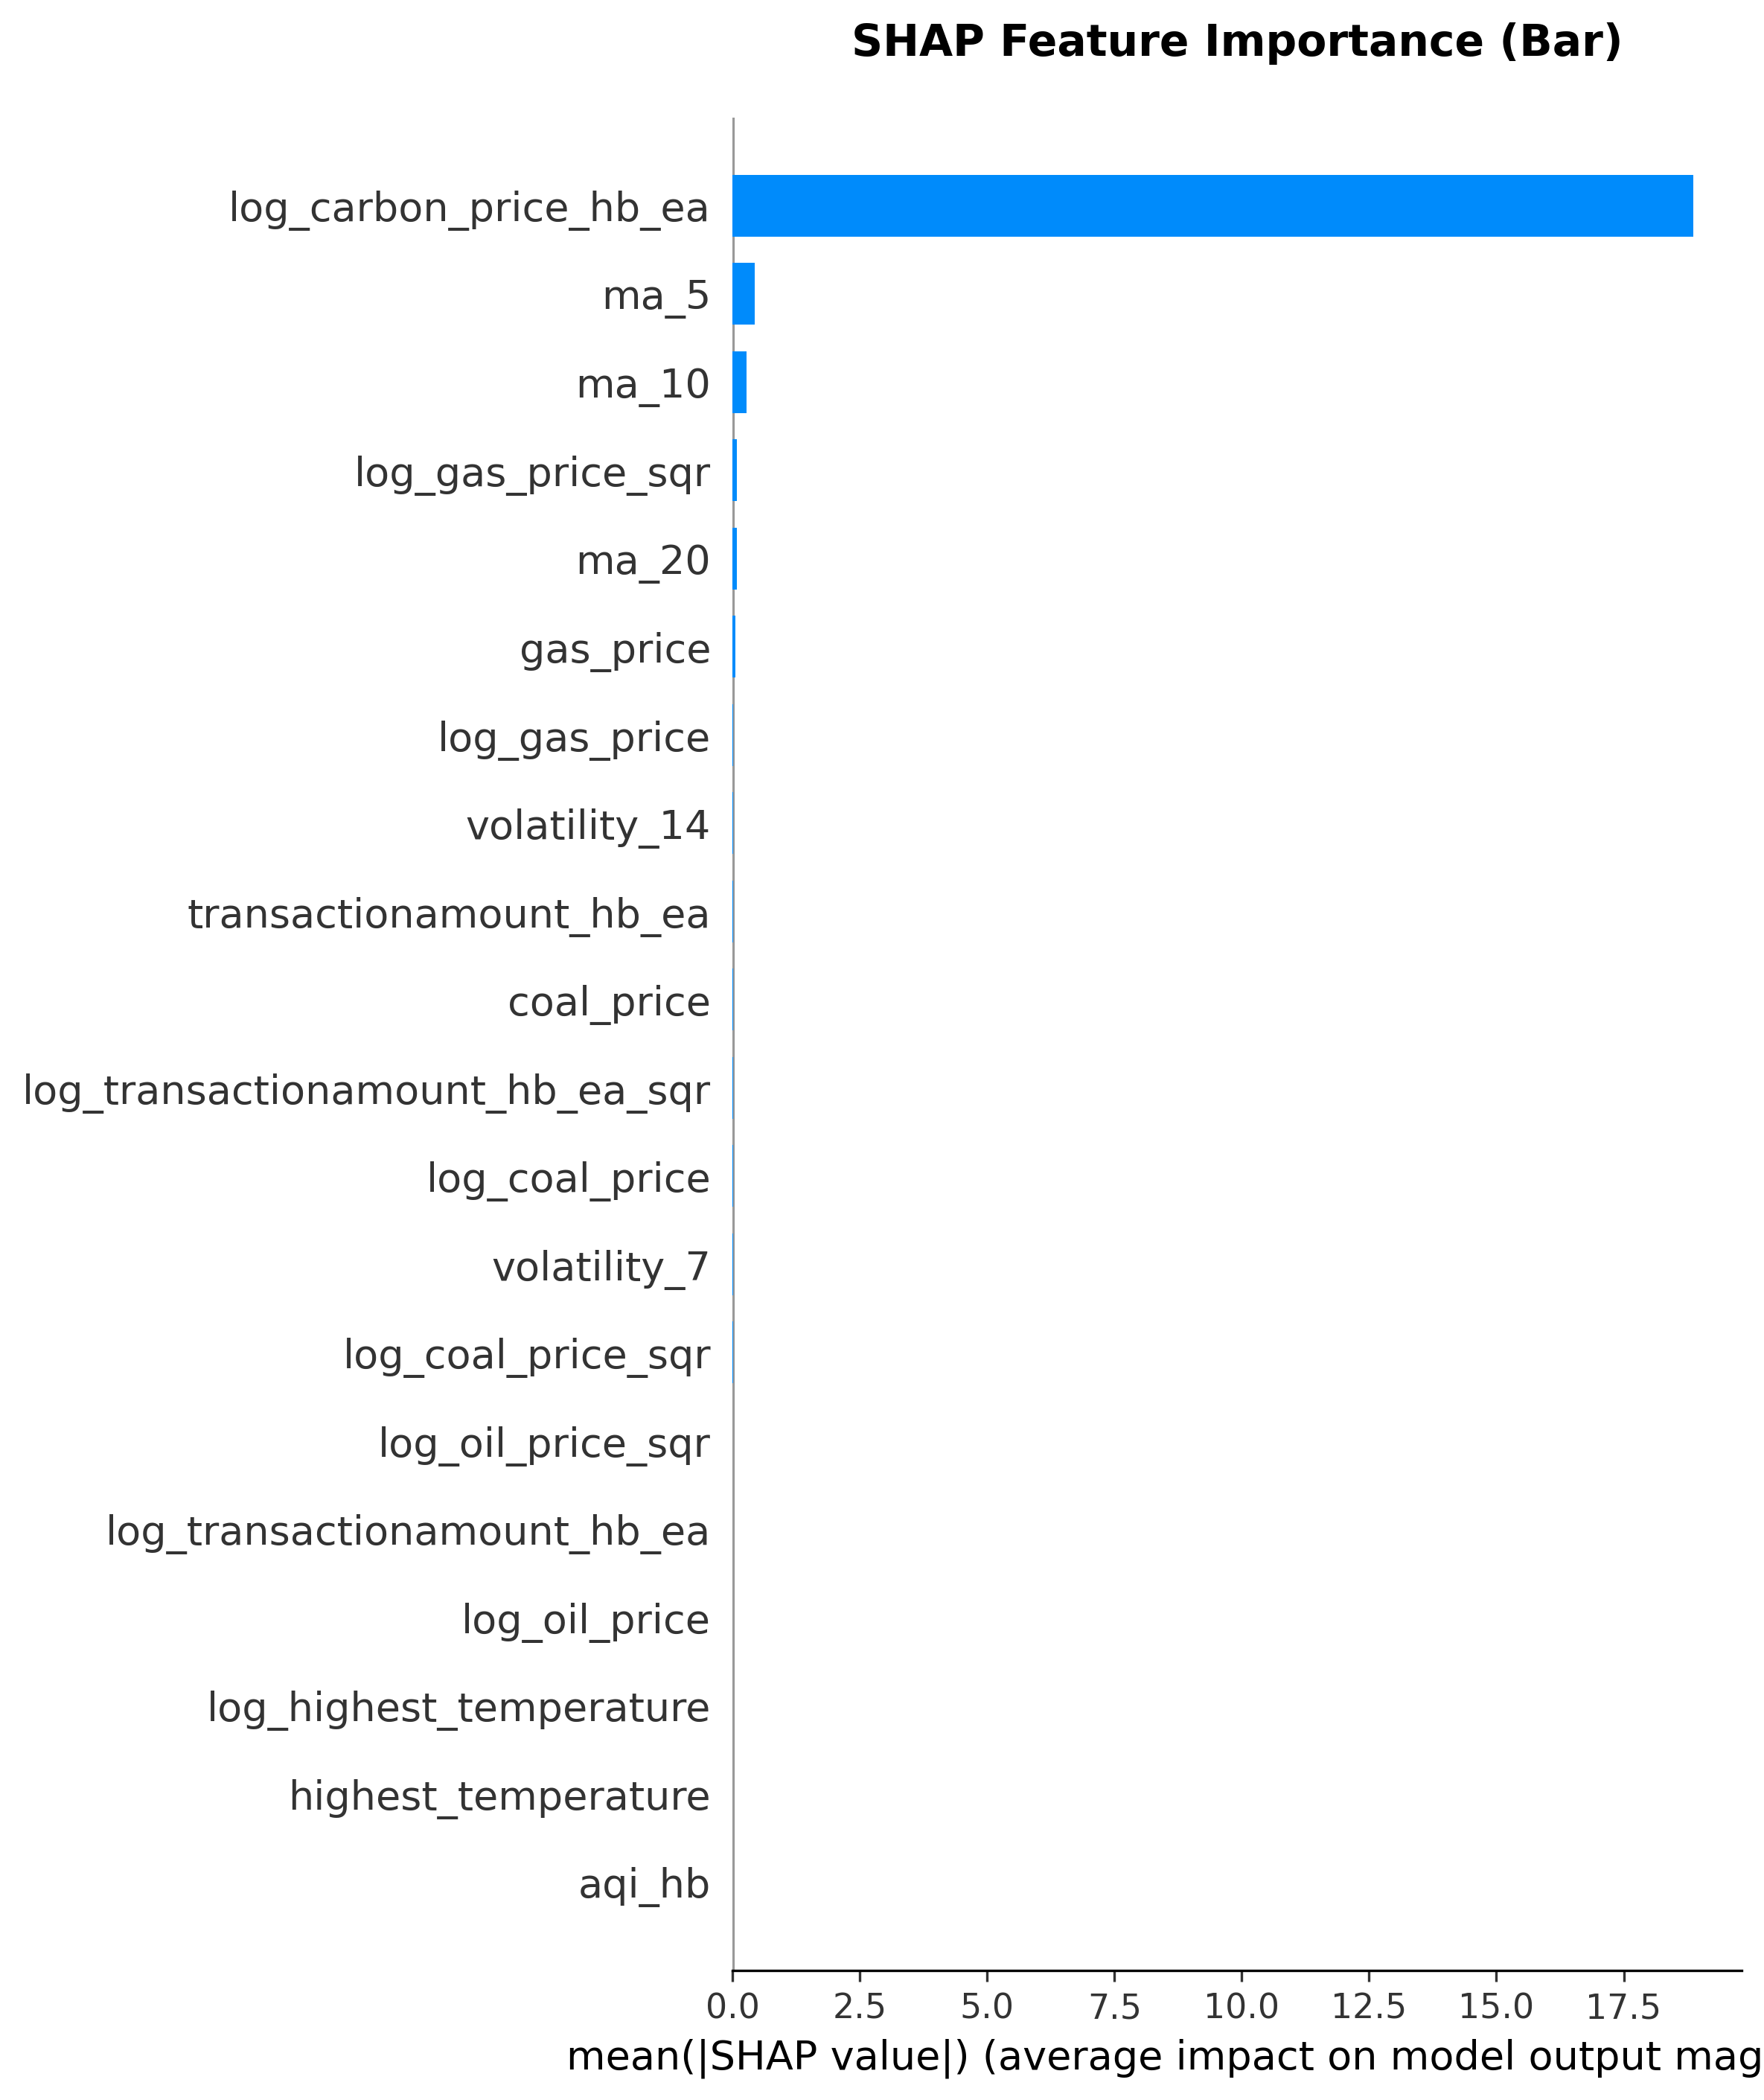 SHAP Feature Importance (Bar)
log_carbon_price_hb_ea
ma_5
ma_10
log_gas_price_sqr
ma_20
gas_price
log_gas_price
volatility_14
transactionamount_hb_ea
coal_price
log_transactionamount_hb_ea_sqr
log_coal_price
volatility_7
log_coal_price_sqr
log_oil_price_sqr
log_transactionamount_hb_ea
log_oil_price
log_highest_temperature
highest_temperature
aqi_hb
0.0 2.5 5.0 7.5 10.0 12.5 15.0 17.5
mean(|SHAP value|) (average impact on model output mag